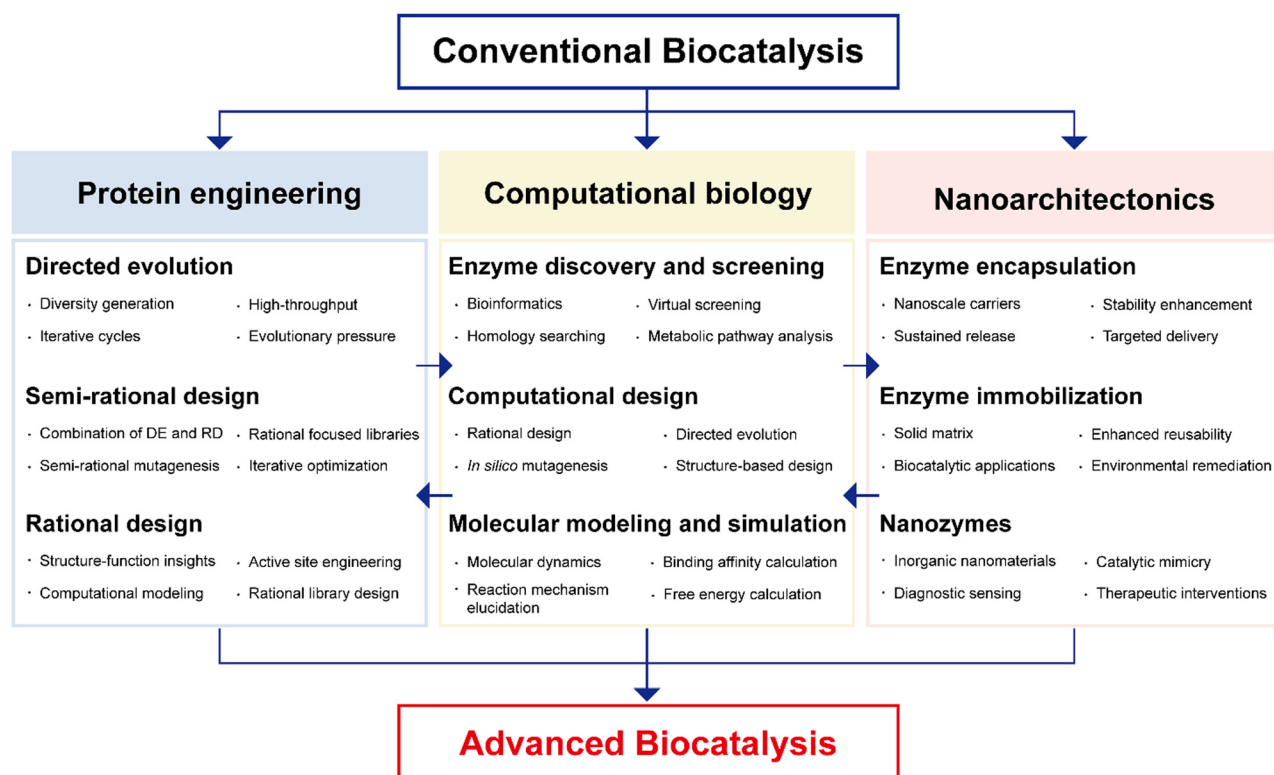 Conventional Biocatalysis
Protein engineering
Directed evolution
· Diversity generation
· High-throughput
· Iterative cycles
· Evolutionary pressure
Semi-rational design
· Combination of DE and RD
· Rational focused libraries
· Semi-rational mutagenesis
· Iterative optimization
Rational design
· Structure-function insights
· Active site engineering
· Computational modeling
· Rational library design
Computational biology
Enzyme discovery and screening
· Bioinformatics
· Virtual screening
· Homology searching
· Metabolic pathway analysis
Computational design
· Rational design
· Directed evolution
· In silico mutagenesis
· Structure-based design
Molecular modeling and simulation
· Molecular dynamics
· Binding affinity calculation
· Reaction mechanism
elucidation
· Free energy calculation
Nanoarchitectonics
Enzyme encapsulation
· Nanoscale carriers
· Stability enhancement
· Sustained release
· Targeted delivery
Enzyme immobilization
· Solid matrix
· Enhanced reusability
· Biocatalytic applications
· Environmental remediation
Nanozymes
· Inorganic nanomaterials
· Catalytic mimicry
· Diagnostic sensing
· Therapeutic interventions
Advanced Biocatalysis